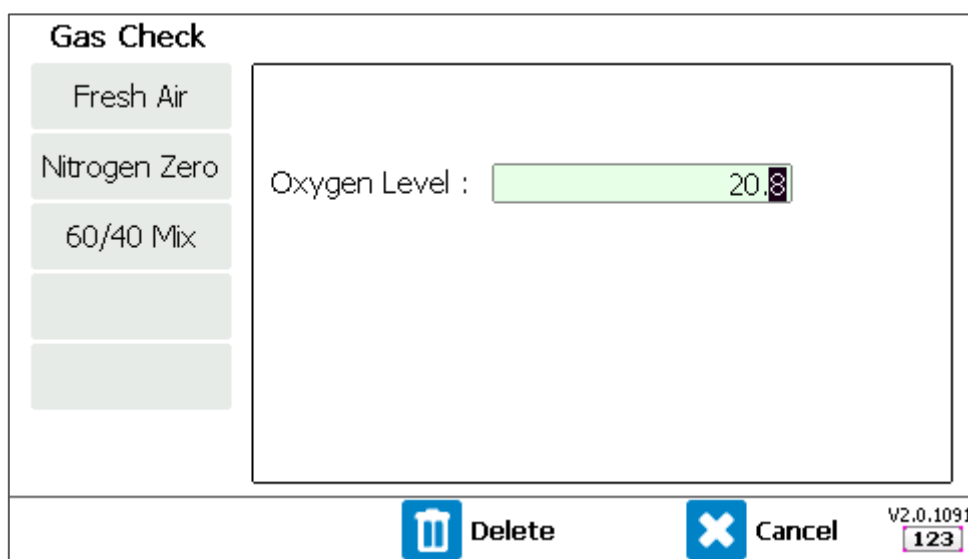 Gas Check
Fresh Air
Nitrogen Zero
Oxygen Level : 20.8
60/40 Mix
Delete
Cancel
V2.0.1091
123